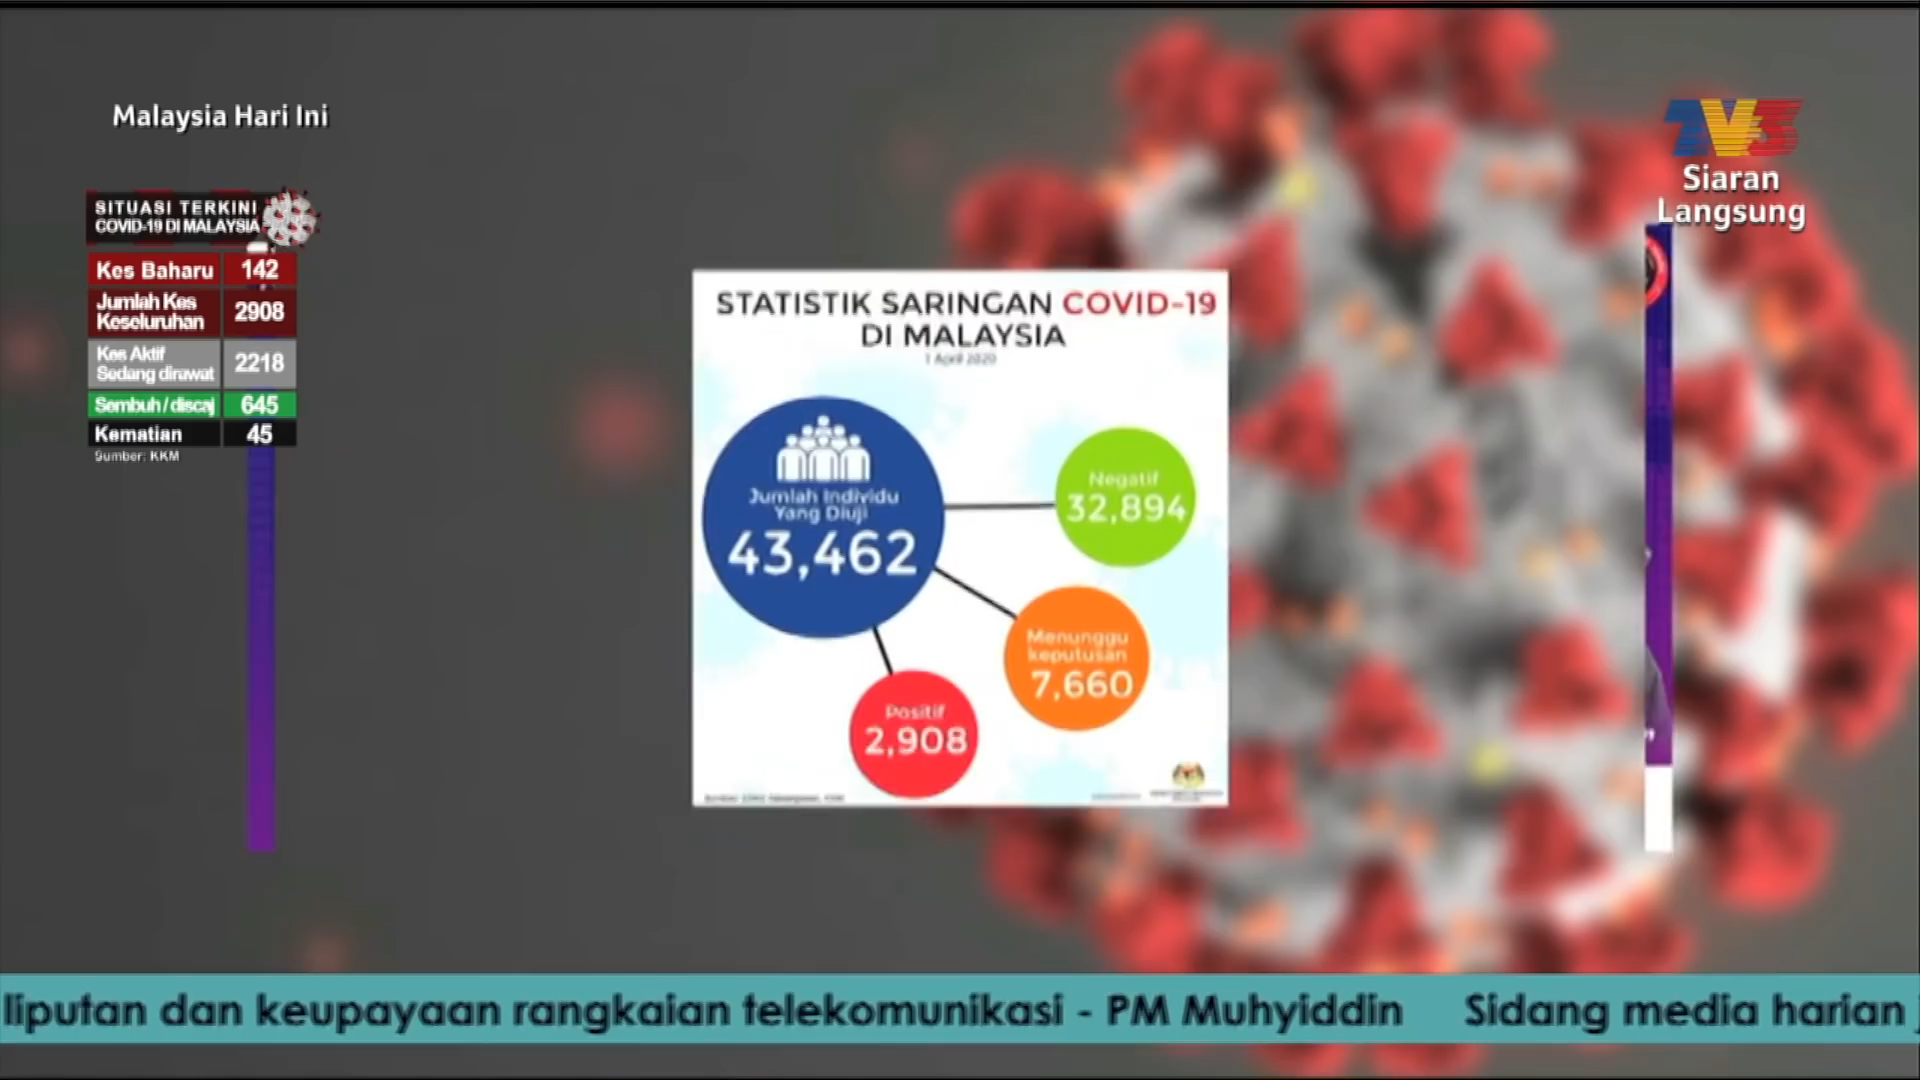 Malaysia Hari Ini
TV3
Siaran
Langsung
SITUASI TERKINI
COVID-19 DI MALAYSIA
Kes Baharu 142
Jumlah Kes
Keseluruhan 2908
Kes Aktif
Sedang dirawat 2218
Sembuh / discaj 645
Kematian 45
Sumber: KKM
STATISTIK SARINGAN COVID-19
DI MALAYSIA
1 April 2020
Jumlah Individu
Yang Diuji
43,462
Negatif
32,894
Menunggu
keputusan
7,660
Positif
2,908
liputan dan keupayaan rangkaian telekomunikasi - PM Muhyiddin Sidang media harian